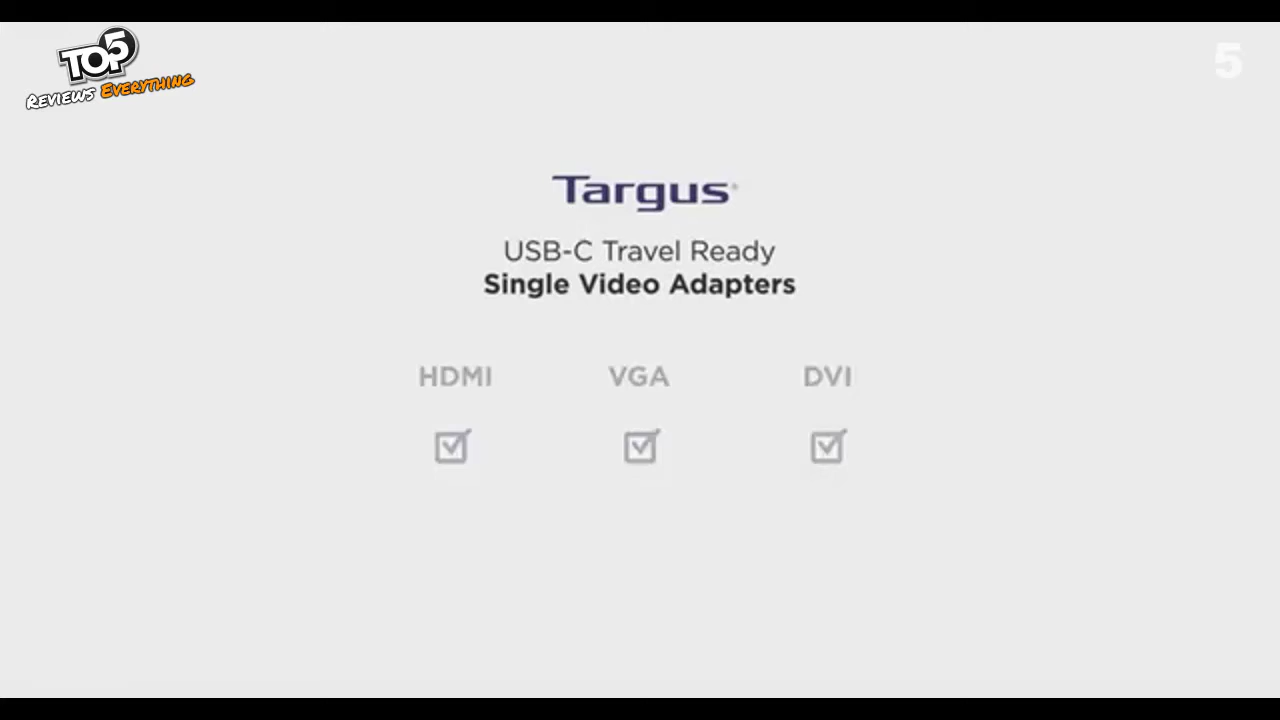 TOP5
REVIEWS EVERYTHING
5
Targus
USB-C Travel Ready
Single Video Adapters
HDMI VGA DVI